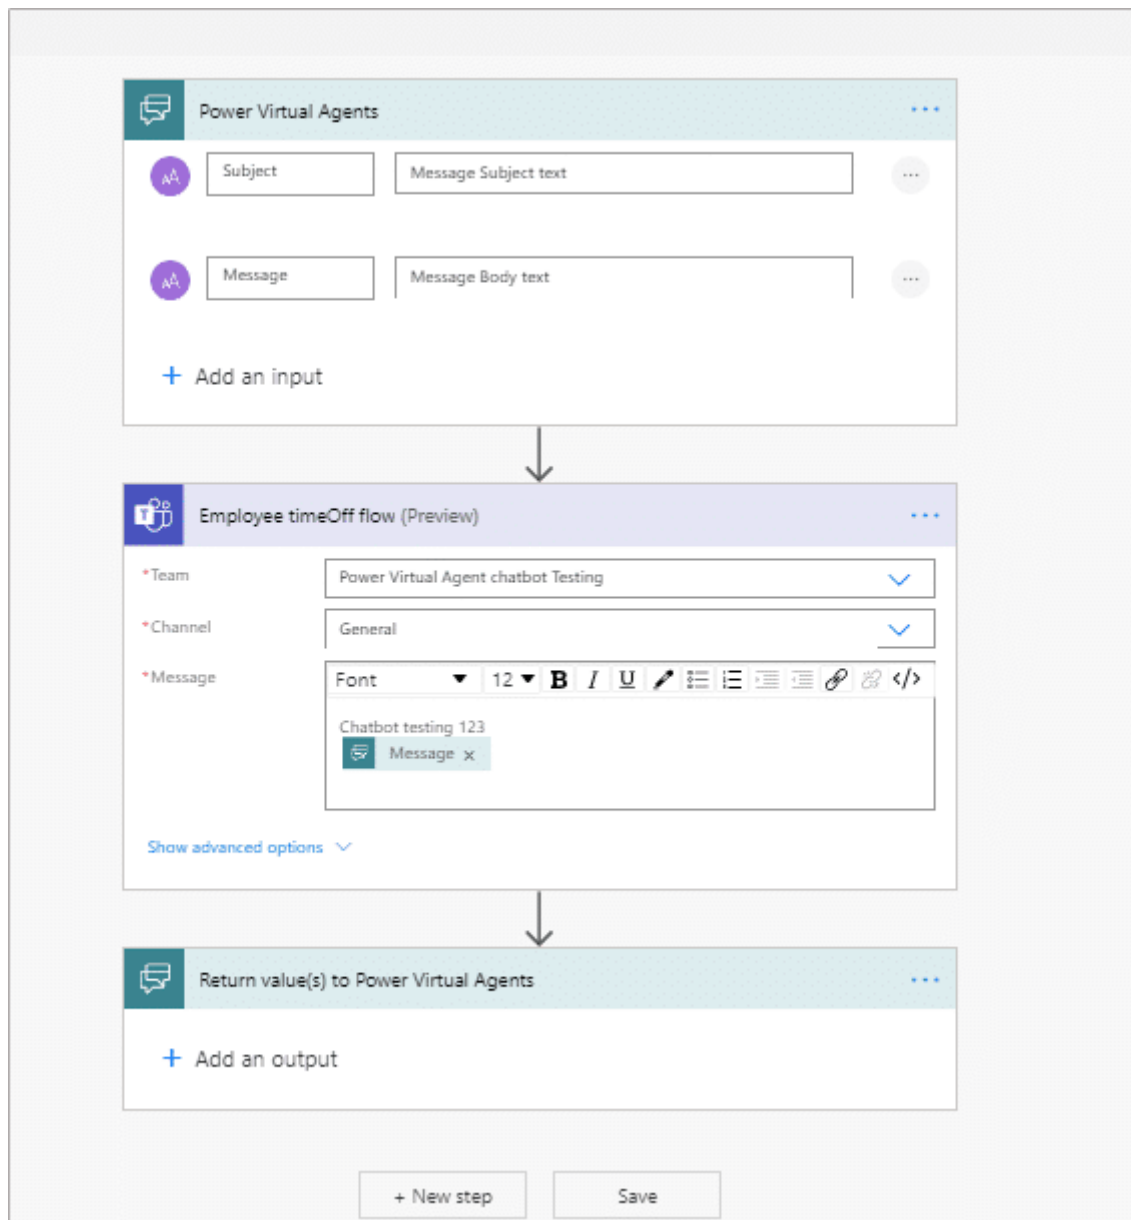 Power Virtual Agents
Subject Message Subject text
Message Message Body text
+ Add an input
Employee timeOff flow (Preview)
*Team Power Virtual Agent chatbot Testing
*Channel General
*Message Font 12 B I U </>
Chatbot testing 123
Message x
Show advanced options
Return value(s) to Power Virtual Agents
+ Add an output
+ New step Save